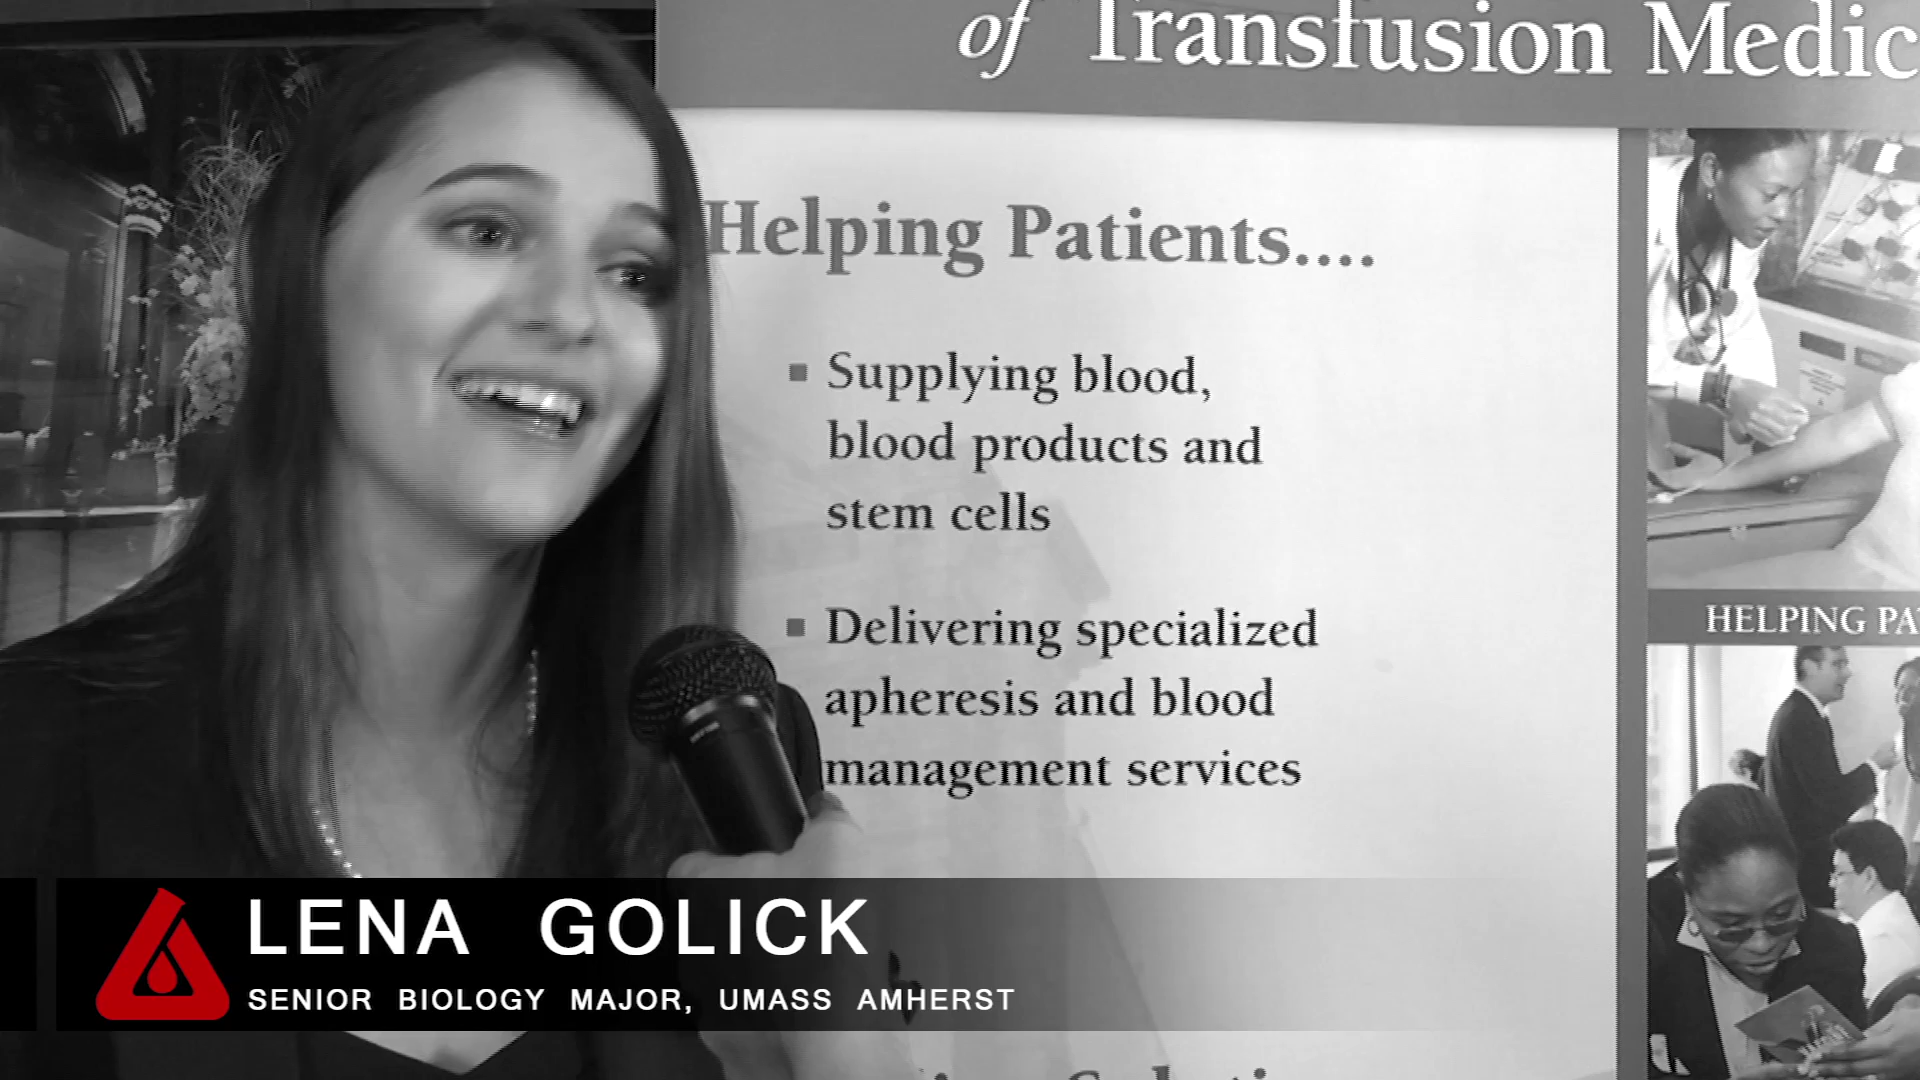 of Transfusion Medic
Helping Patients....
▪ Supplying blood,
blood products and
stem cells
▪ Delivering specialized
apheresis and blood
management services
HELPING PA
LENA GOLICK
SENIOR BIOLOGY MAJOR, UMASS AMHERST